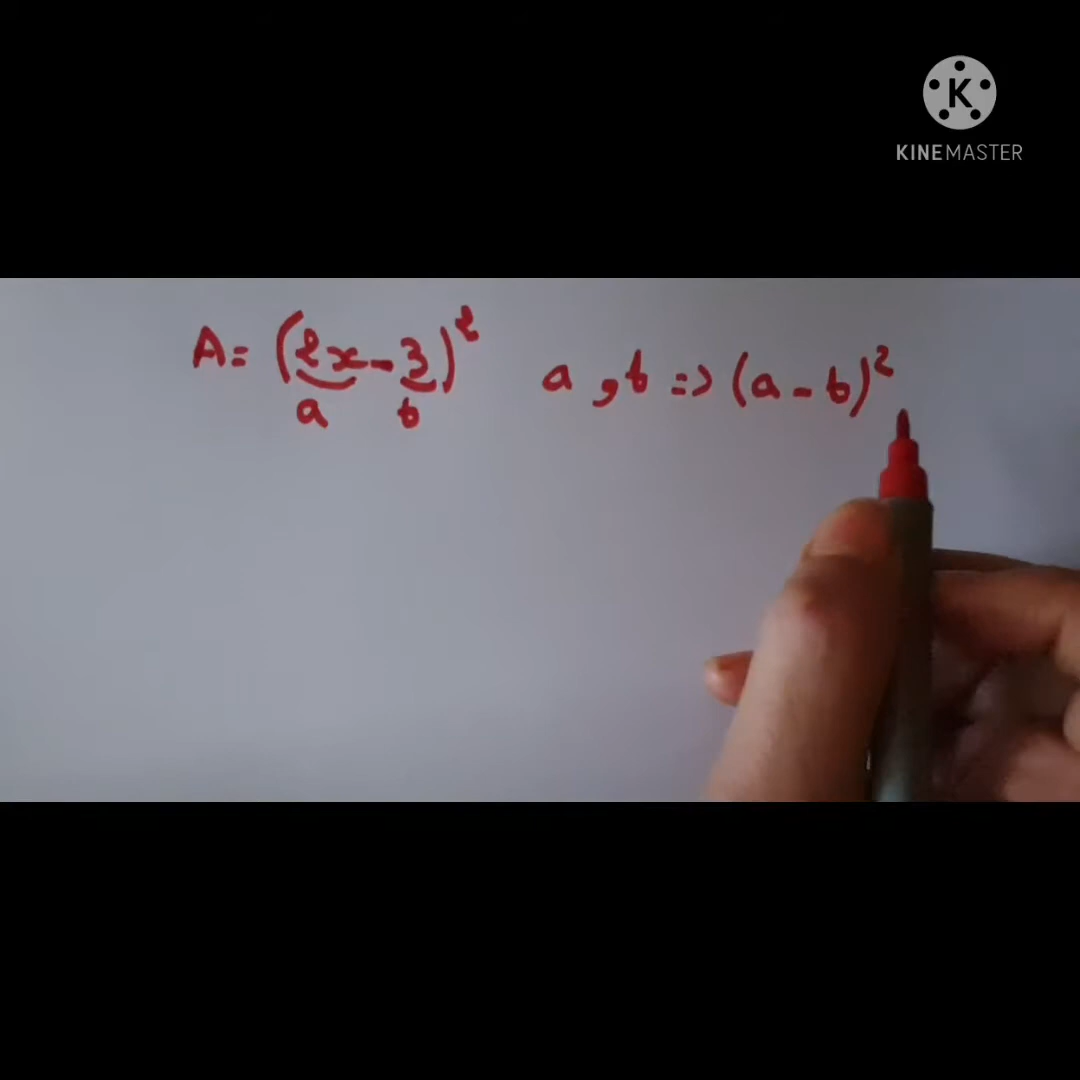 K
KINEMASTER
A = (2x - 3)²   a , b => (a - b)²
a   b